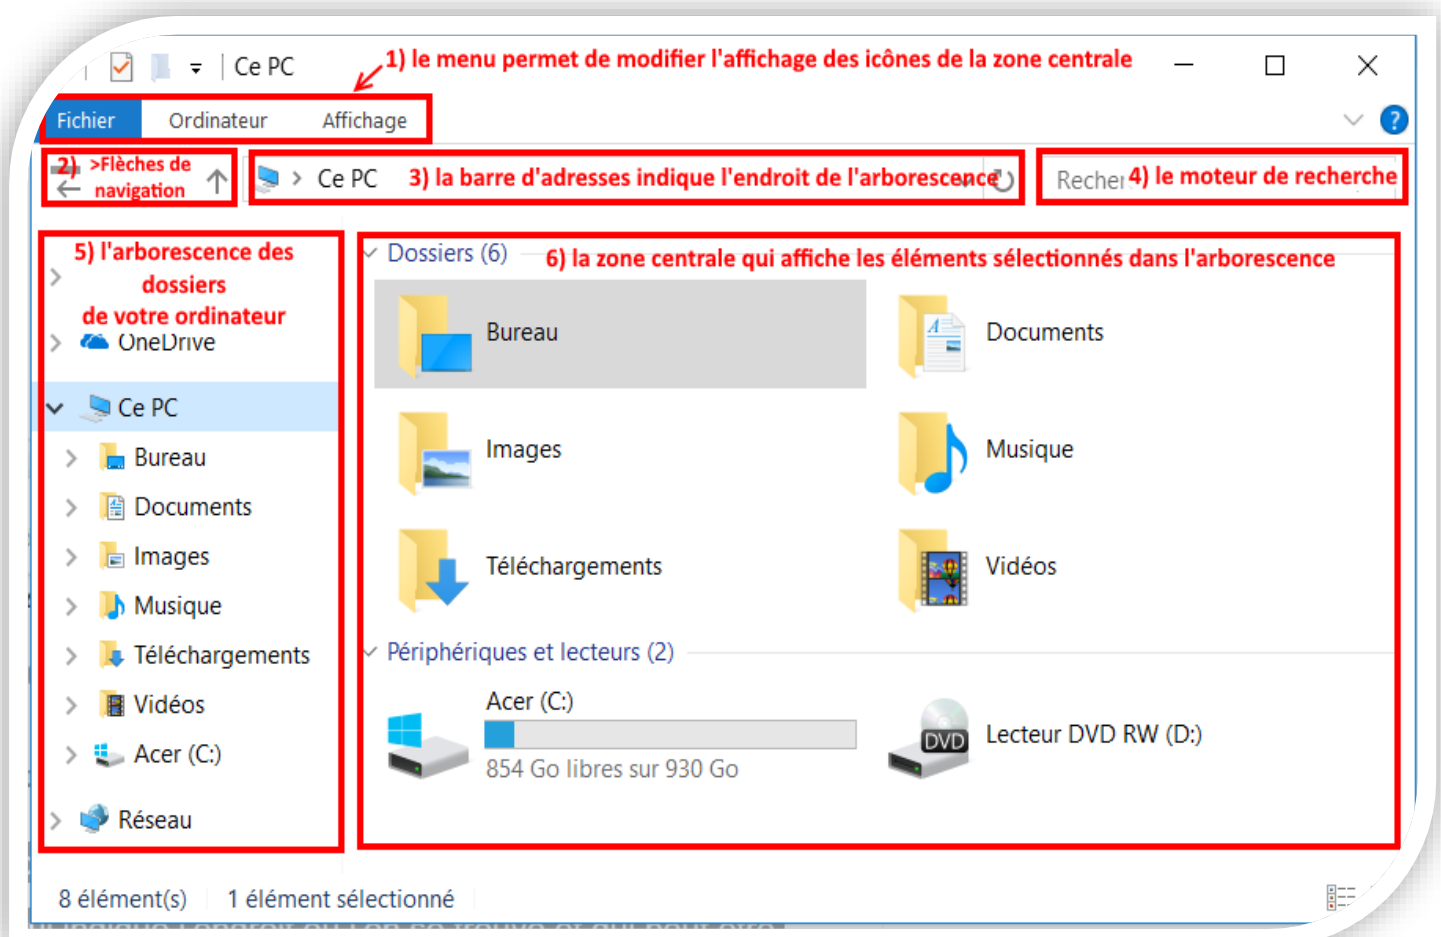 Ce PC
1) le menu permet de modifier l'affichage des icônes de la zone centrale
Fichier Ordinateur Affichage
?
2) >Flèches de
navigation
Ce PC
3) la barre d'adresses indique l'endroit de l'arborescence
4) le moteur de recherche
5) l'arborescence des
dossiers
de votre ordinateur
OneDrive
Ce PC
Bureau
Documents
Images
Musique
Téléchargements
Vidéos
Acer (C:)
Réseau
Dossiers (6)
6) la zone centrale qui affiche les éléments sélectionnés dans l'arborescence
Bureau
Documents
Images
Musique
Téléchargements
Vidéos
Périphériques et lecteurs (2)
Acer (C:)
854 Go libres sur 930 Go
DVD
Lecteur DVD RW (D:)
8 élément(s) 1 élément sélectionné